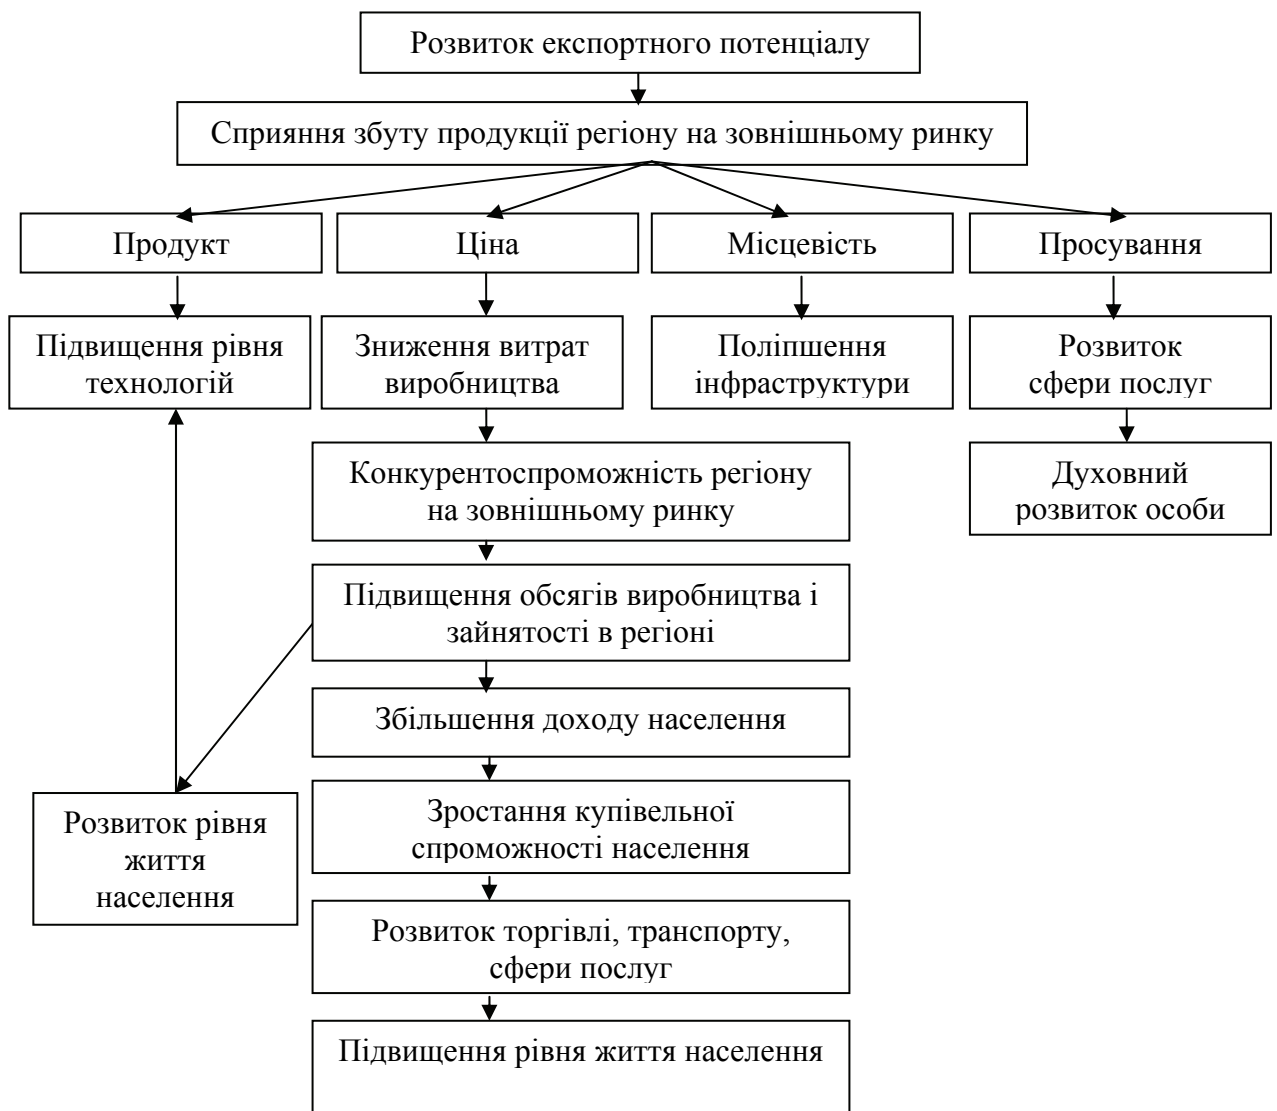 Розвиток експортного потенціалу
Сприяння збуту продукції регіону на зовнішньому ринку
Продукт
Ціна
Місцевість
Просування
Підвищення рівня
технологій
Зниження витрат
виробництва
Поліпшення
інфраструктури
Розвиток
сфери послуг
Конкурентоспроможність регіону
на зовнішньому ринку
Духовний
розвиток особи
Підвищення обсягів виробництва і
зайнятості в регіоні
Збільшення доходу населення
Розвиток рівня
життя
населення
Зростання купівельної
спроможності населення
Розвиток торгівлі, транспорту,
сфери послуг
Підвищення рівня життя населення